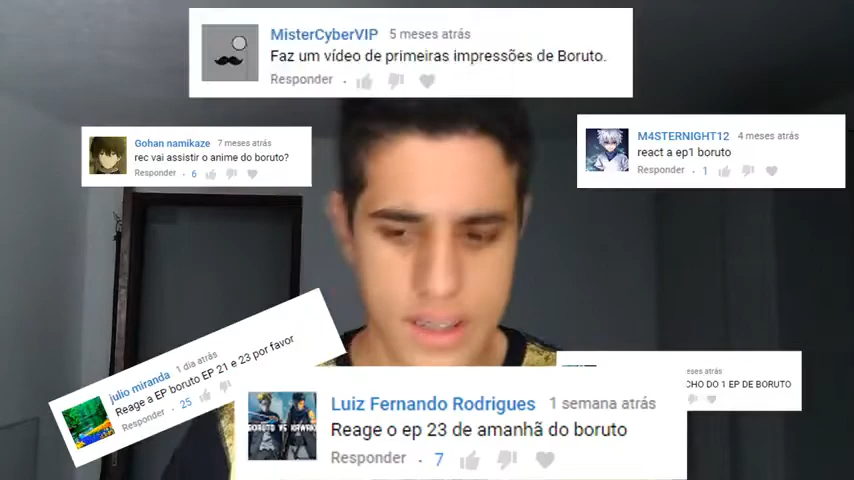 MisterCyberVIP 5 meses atrás
Faz um vídeo de primeiras impressões de Boruto.
Responder
Gohan namikaze 7 meses atrás
rec vai assistir o anime do boruto?
Responder 6
M4STERNIGHT12 4 meses atrás
react a ep1 boruto
Responder 1
julio miranda 1 dia atrás
Reage a EP boruto EP 21 e 23 por favor
Responder 25
CHO DO 1 EP DE BORUTO
Luiz Fernando Rodrigues 1 semana atrás
Reage o ep 23 de amanhã do boruto
Responder 7
BORUTO VS KAWAKI